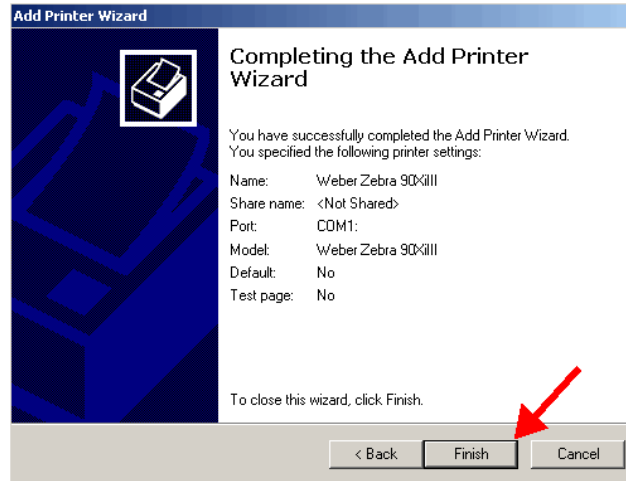 Add Printer Wizard
Completing the Add Printer
Wizard
You have successfully completed the Add Printer Wizard.
You specified the following printer settings:
Name: Weber Zebra 90XiIII
Share name: <Not Shared>
Port: COM1:
Model: Weber Zebra 90XiIII
Default: No
Test page: No
To close this wizard, click Finish.
< Back Finish Cancel